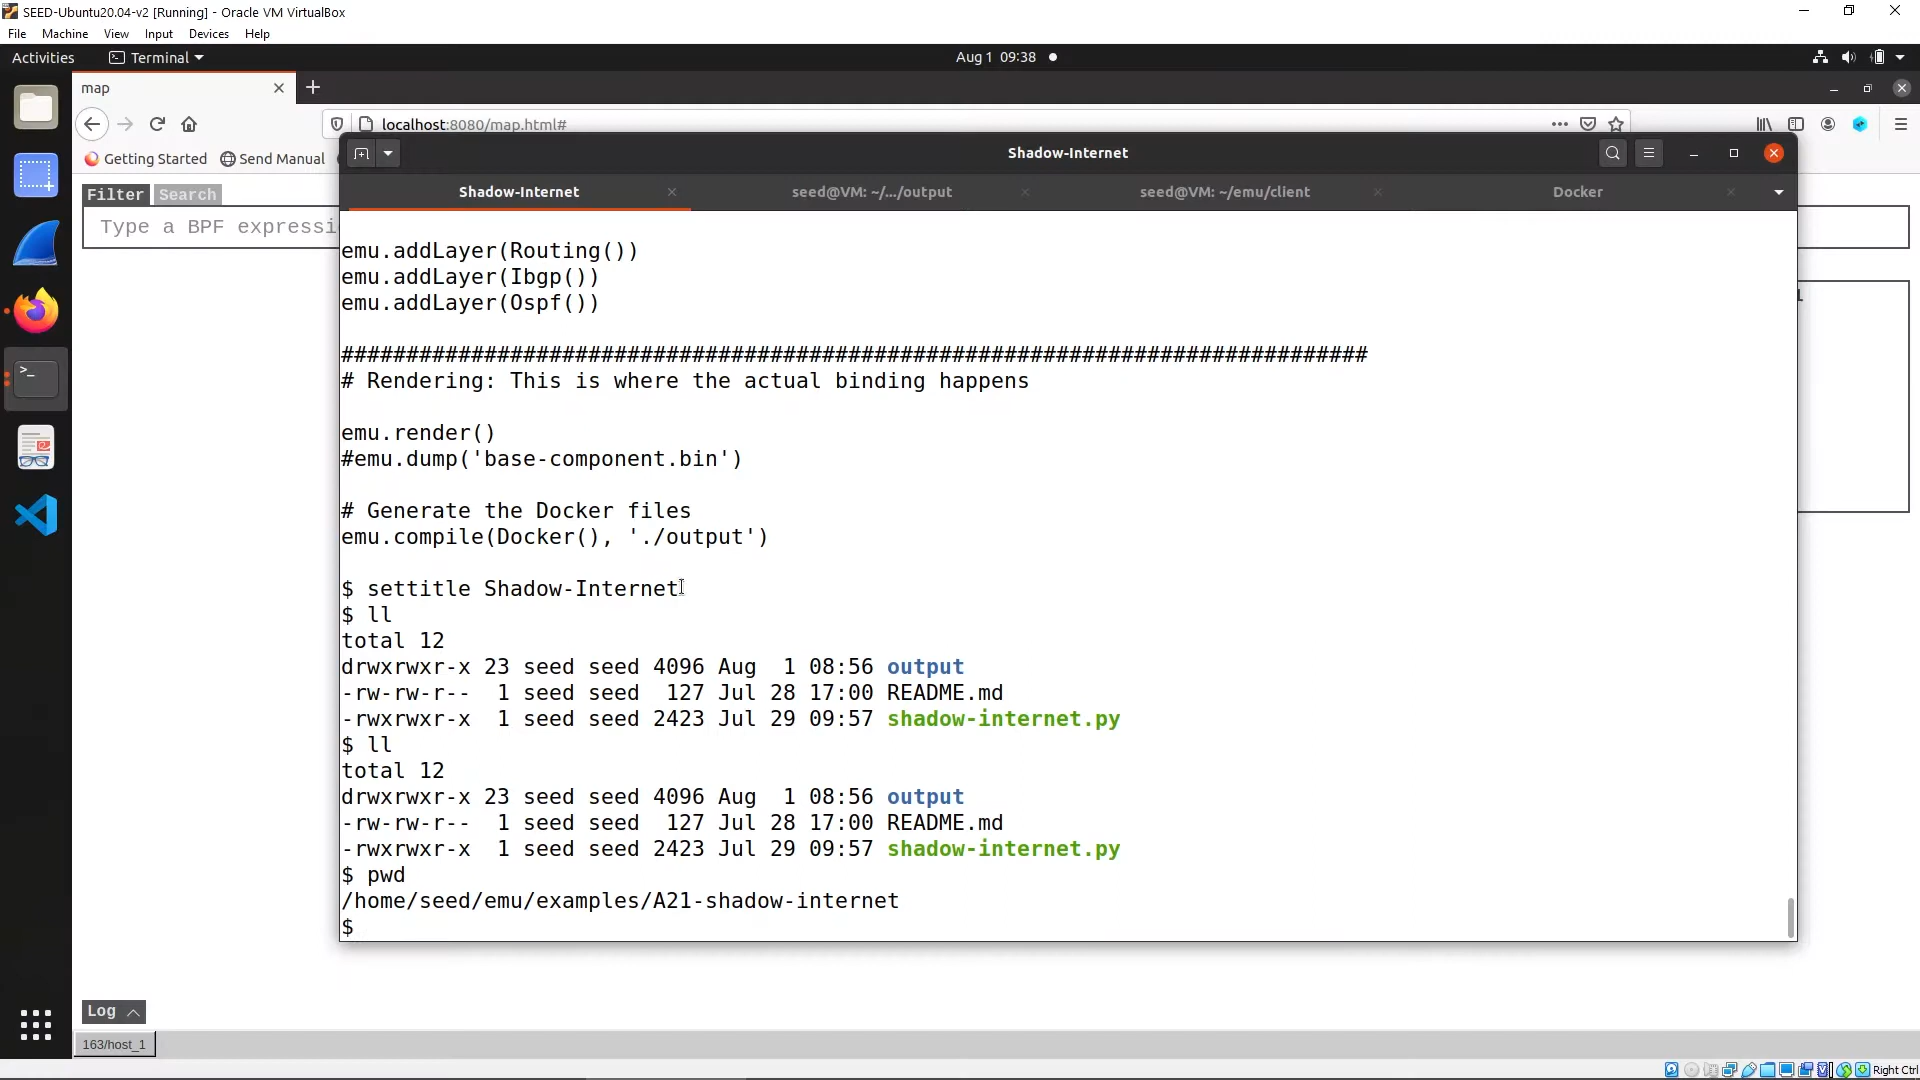 SEED-Ubuntu20.04-v2 [Running] - Oracle VM VirtualBox
File Machine View Input Devices Help
Activities Terminal Aug 1 09:38
map
localhost:8080/map.html#
Getting Started Send Manual
Shadow-Internet
Shadow-Internet seed@VM: ~/.../output seed@VM: ~/emu/client Docker
Filter Search
Type a BPF expressi
emu.addLayer(Routing())
emu.addLayer(Ibgp())
emu.addLayer(Ospf())
###############################################################################
# Rendering: This is where the actual binding happens
emu.render()
#emu.dump('base-component.bin')
# Generate the Docker files
emu.compile(Docker(), './output')
$ settitle Shadow-Internet
$ ll
total 12
drwxrwxr-x 23 seed seed 4096 Aug  1 08:56 output
-rw-rw-r--  1 seed seed  127 Jul 28 17:00 README.md
-rwxrwxr-x  1 seed seed 2423 Jul 29 09:57 shadow-internet.py
$ ll
total 12
drwxrwxr-x 23 seed seed 4096 Aug  1 08:56 output
-rw-rw-r--  1 seed seed  127 Jul 28 17:00 README.md
-rwxrwxr-x  1 seed seed 2423 Jul 29 09:57 shadow-internet.py
$ pwd
/home/seed/emu/examples/A21-shadow-internet
$
Log
163/host_1
Right Ctrl